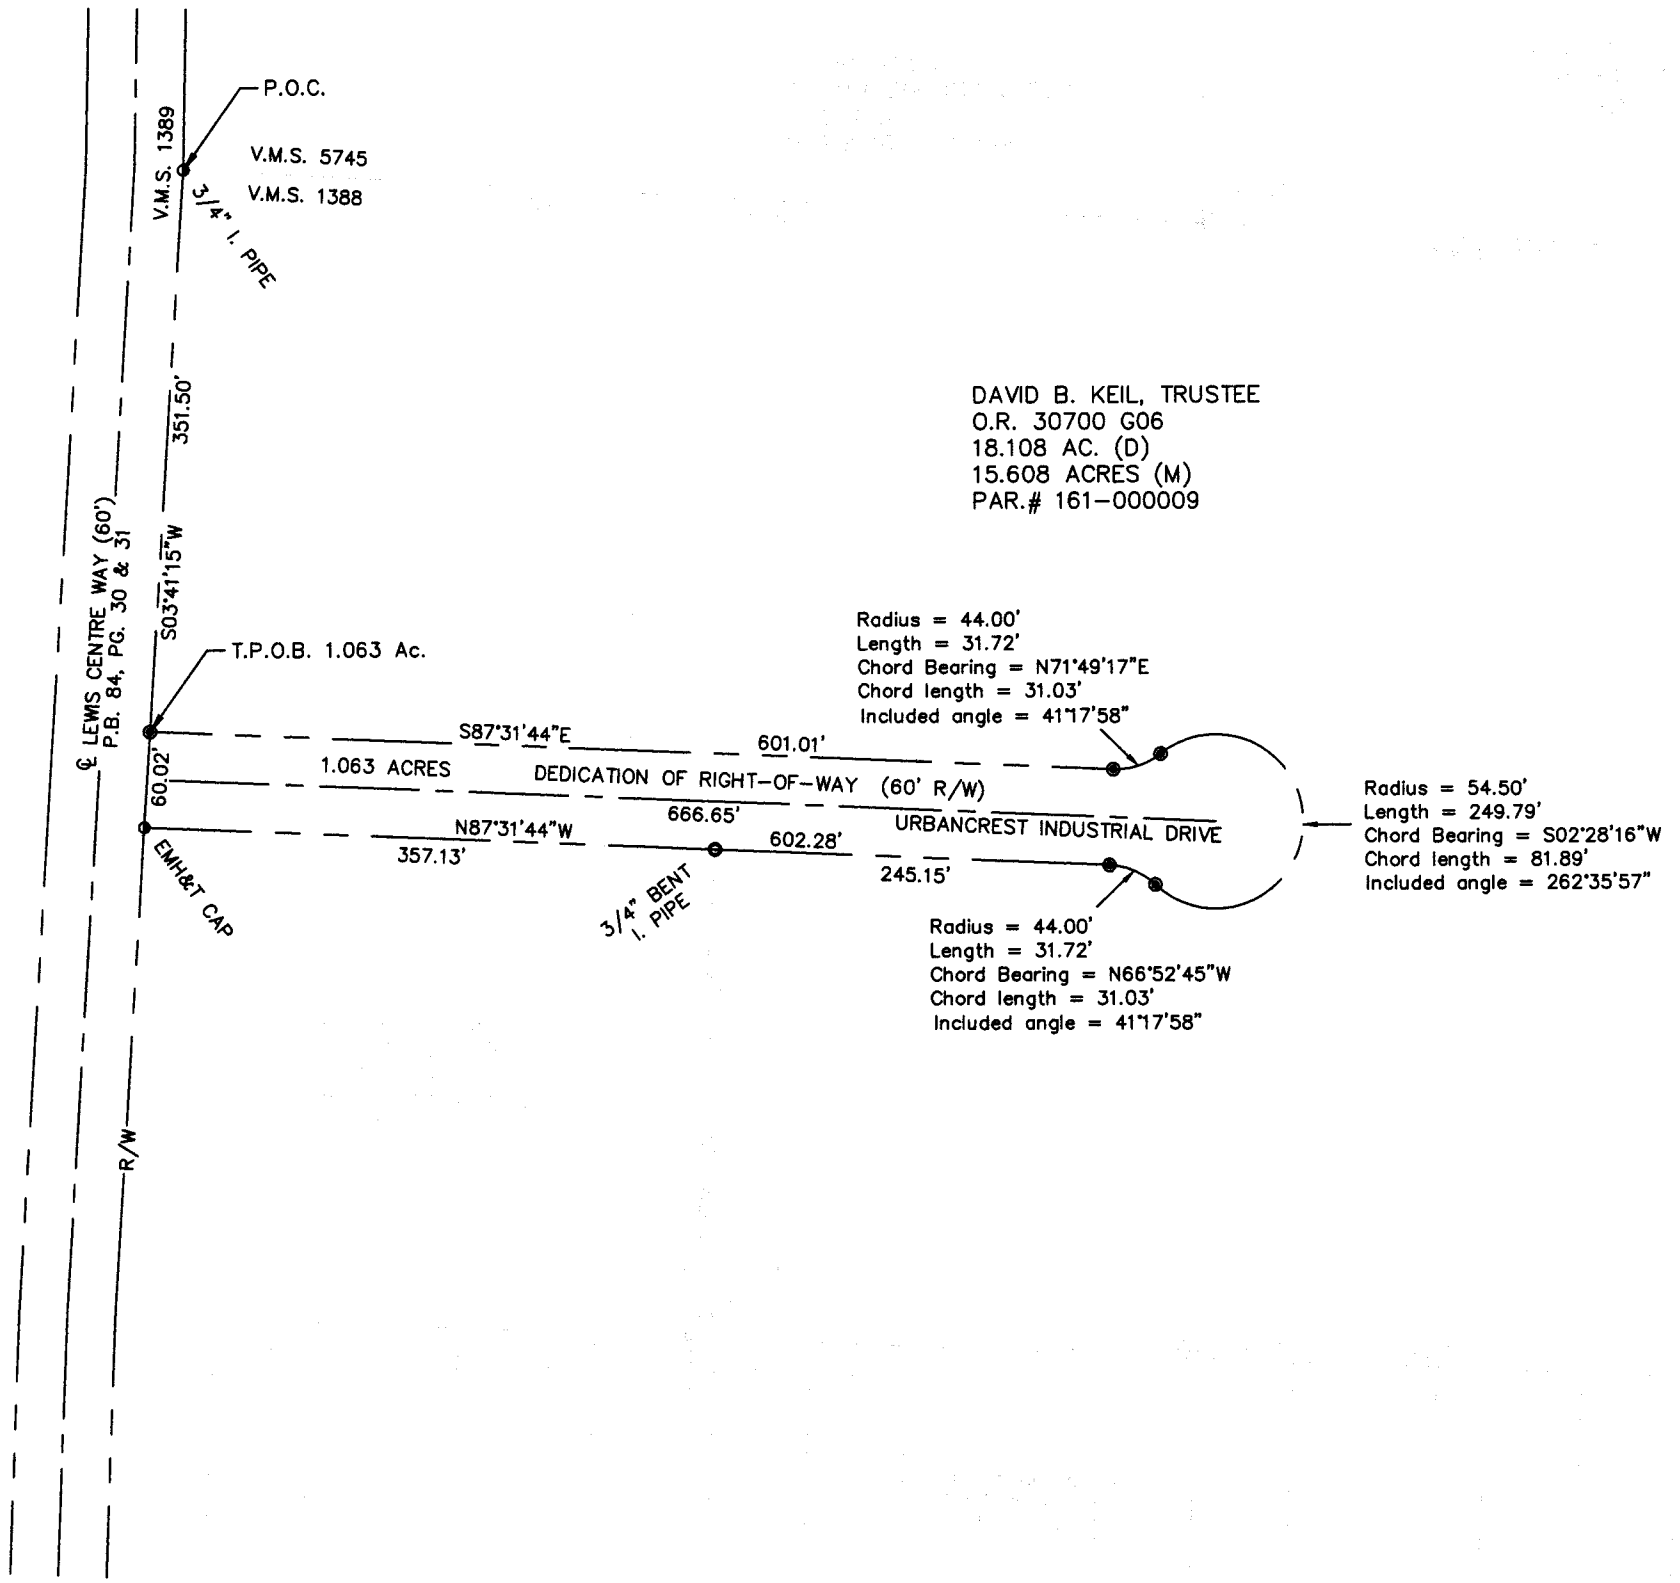 P.O.C.
V.M.S. 1389
V.M.S. 5745
V.M.S. 1388
3/4" I. PIPE
351.50'
S03°41'15"W
DAVID B. KEIL, TRUSTEE
O.R. 30700 G06
18.108 AC. (D)
15.608 ACRES (M)
PAR.# 161-000009
℄ LEWIS CENTRE WAY (60')
P.B. 84, PG. 30 & 31
T.P.O.B. 1.063 Ac.
Radius = 44.00'
Length = 31.72'
Chord Bearing = N71°49'17"E
Chord length = 31.03'
Included angle = 41°17'58"
S87°31'44"E
601.01'
60.02'
1.063 ACRES
DEDICATION OF RIGHT-OF-WAY (60' R/W)
666.65'
URBANCREST INDUSTRIAL DRIVE
Radius = 54.50'
Length = 249.79'
Chord Bearing = S02°28'16"W
Chord length = 81.89'
Included angle = 262°35'57"
N87°31'44"W
357.13'
602.28'
245.15'
EMH&T CAP
3/4" BENT
I. PIPE
Radius = 44.00'
Length = 31.72'
Chord Bearing = N66°52'45"W
Chord length = 31.03'
Included angle = 41°17'58"
R/W